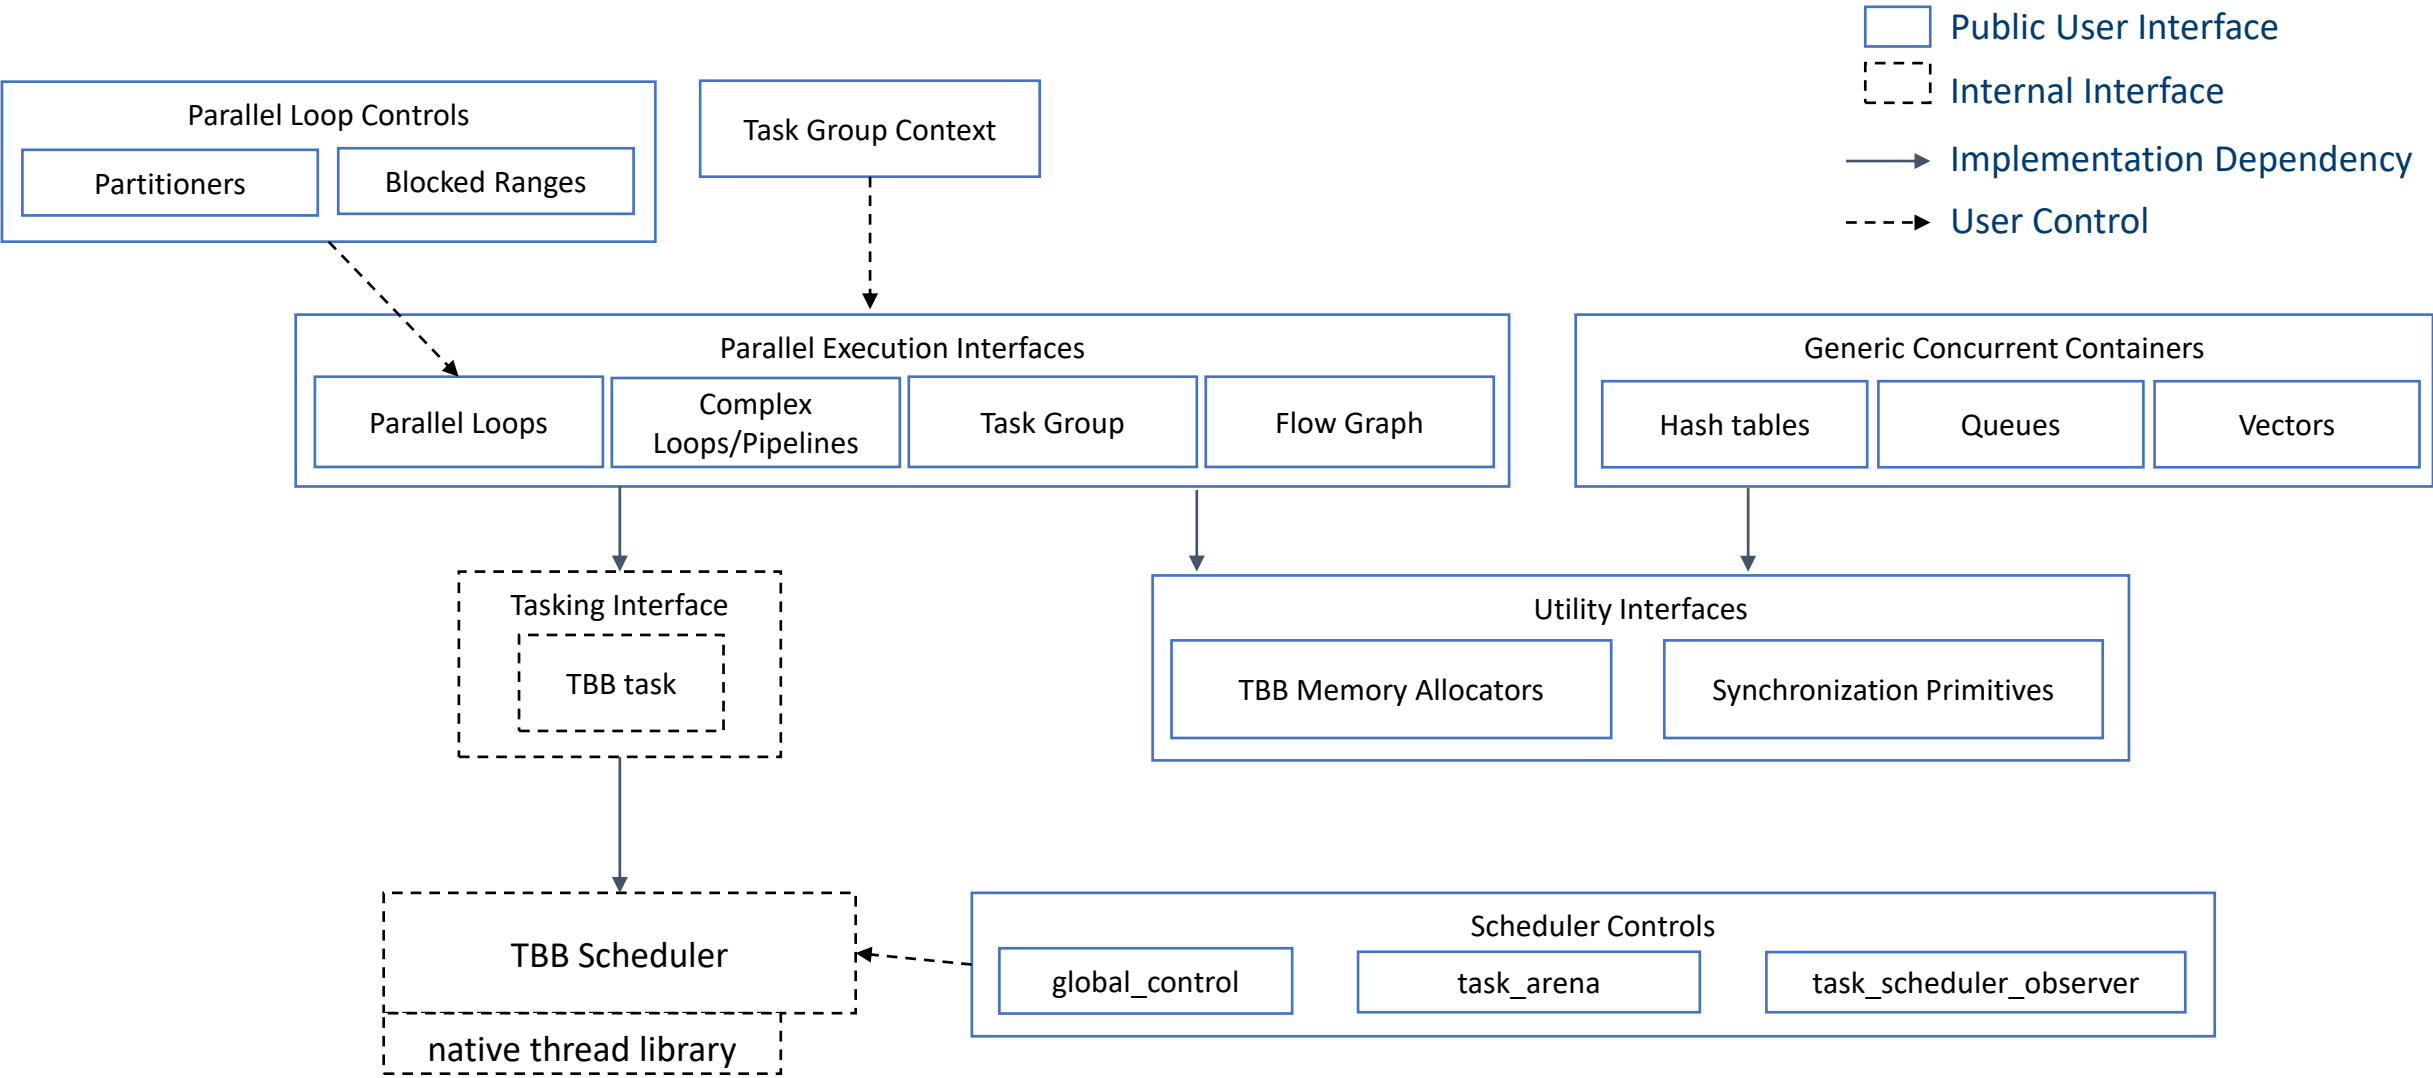 Public User Interface
Internal Interface
Implementation Dependency
User Control
Parallel Loop Controls
Partitioners
Blocked Ranges
Task Group Context
Parallel Execution Interfaces
Parallel Loops
Complex
Loops/Pipelines
Task Group
Flow Graph
Generic Concurrent Containers
Hash tables
Queues
Vectors
Tasking Interface
TBB task
Utility Interfaces
TBB Memory Allocators
Synchronization Primitives
TBB Scheduler
native thread library
Scheduler Controls
global_control
task_arena
task_scheduler_observer